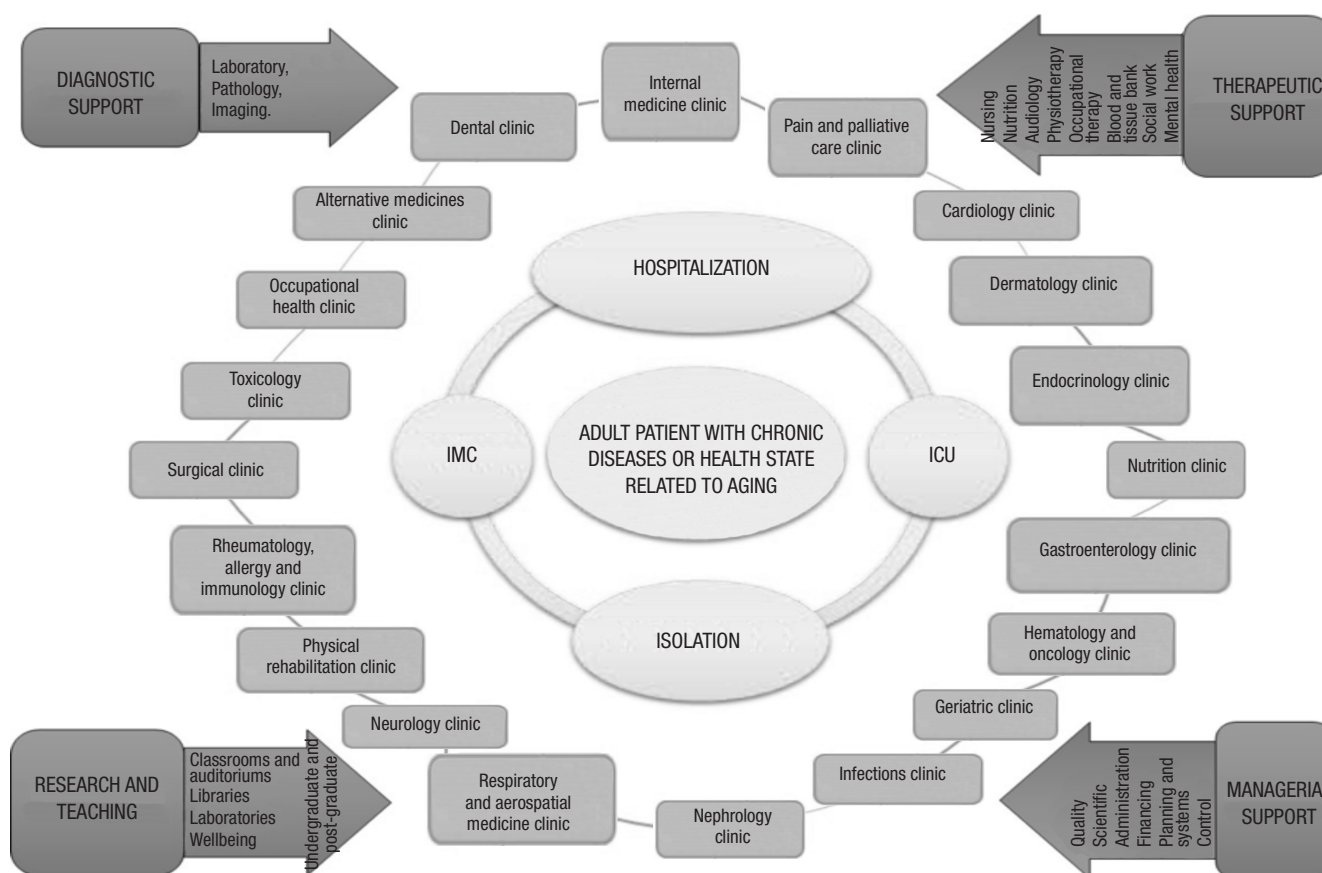 DIAGNOSTIC
SUPPORT
Laboratory,
Pathology,
Imaging.
Internal
medicine clinic
Nursing
Nutrition
Audiology
Physiotherapy
Occupational
therapy
Blood and
tissue bank
Social work
Mental health
THERAPEUTIC
SUPPORT
Dental clinic
Pain and palliative
care clinic
Alternative medicines
clinic
Cardiology clinic
HOSPITALIZATION
Occupational
health clinic
Dermatology clinic
Toxicology
clinic
Endocrinology clinic
IMC
ADULT PATIENT WITH CHRONIC
DISEASES OR HEALTH STATE
RELATED TO AGING
ICU
Surgical clinic
Nutrition clinic
Rheumatology,
allergy and
immunology clinic
Gastroenterology clinic
ISOLATION
Physical
rehabilitation clinic
Hematology and
oncology clinic
Neurology clinic
Geriatric clinic
Respiratory
and aerospatial
medicine clinic
Infections clinic
Nephrology
clinic
RESEARCH AND
TEACHING
Classrooms and
auditoriums
Libraries
Laboratories
Wellbeing
Undergraduate and
post-graduate
Quality
Scientific
Administration
Financing
Planning and
systems
Control
MANAGERIA
SUPPORT